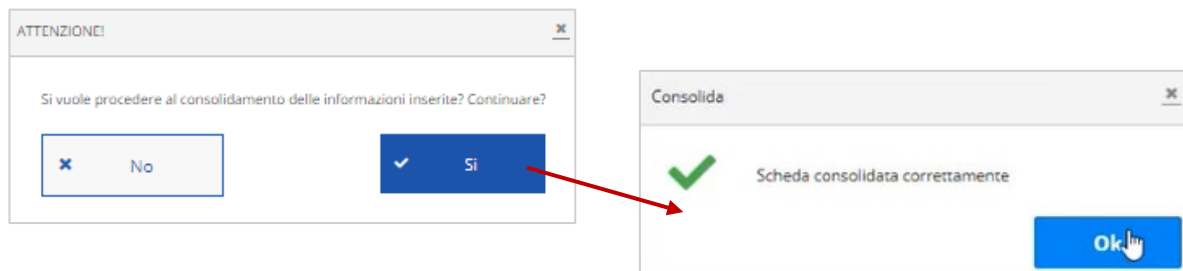 ATTENZIONE!
Si vuole procedere al consolidamento delle informazioni inserite? Continuare?
No
Si
Consolida
Scheda consolidata correttamente
Ok